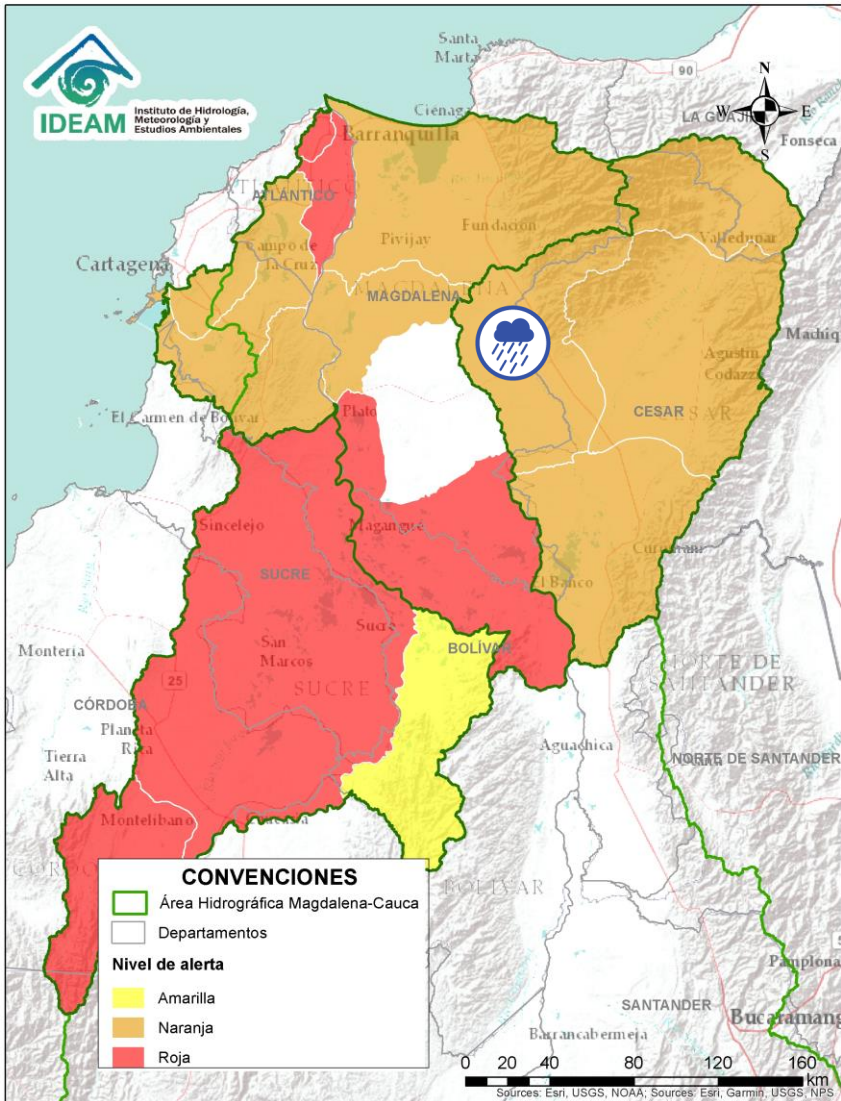 IDEAM
Instituto de Hidrología,
Meteorología y
Estudios Ambientales
Santa
Marta
90
N
W
E
S
LA GUAJI
Fonseca
Ciénaga
Barranquilla
ATLÁNTICO
Campo de
la Cruz
Pivijay
Fundación
Valledupar
Cartagena
MAGDALENA
Machiq
Agustín
Codazzi
El Carmen de Bolívar
Plato
CESAR
Sincelejo
Magangué
Curumaní
SUCRE
El Banco
Montería
San
Marcos
Sucre
BOLÍVAR
SUCRE
NORTE DE
SANTANDER
25
CÓRDOBA
Planeta
Rica
Tierra
Alta
Aguachica
NORTE DE SANTANDER
Montelibano
Caucasia
BOLÍVAR
CONVENCIONES
Área Hidrográfica Magdalena-Cauca
Departamentos
Nivel de alerta
Amarilla
Naranja
Roja
Pamplona
SANTANDER
Bucaramang
Barrancabermeja
0 20 40 80 120 160
km
Sources: Esri, USGS, NOAA; Sources: Esri, Garmin, USGS, NPS